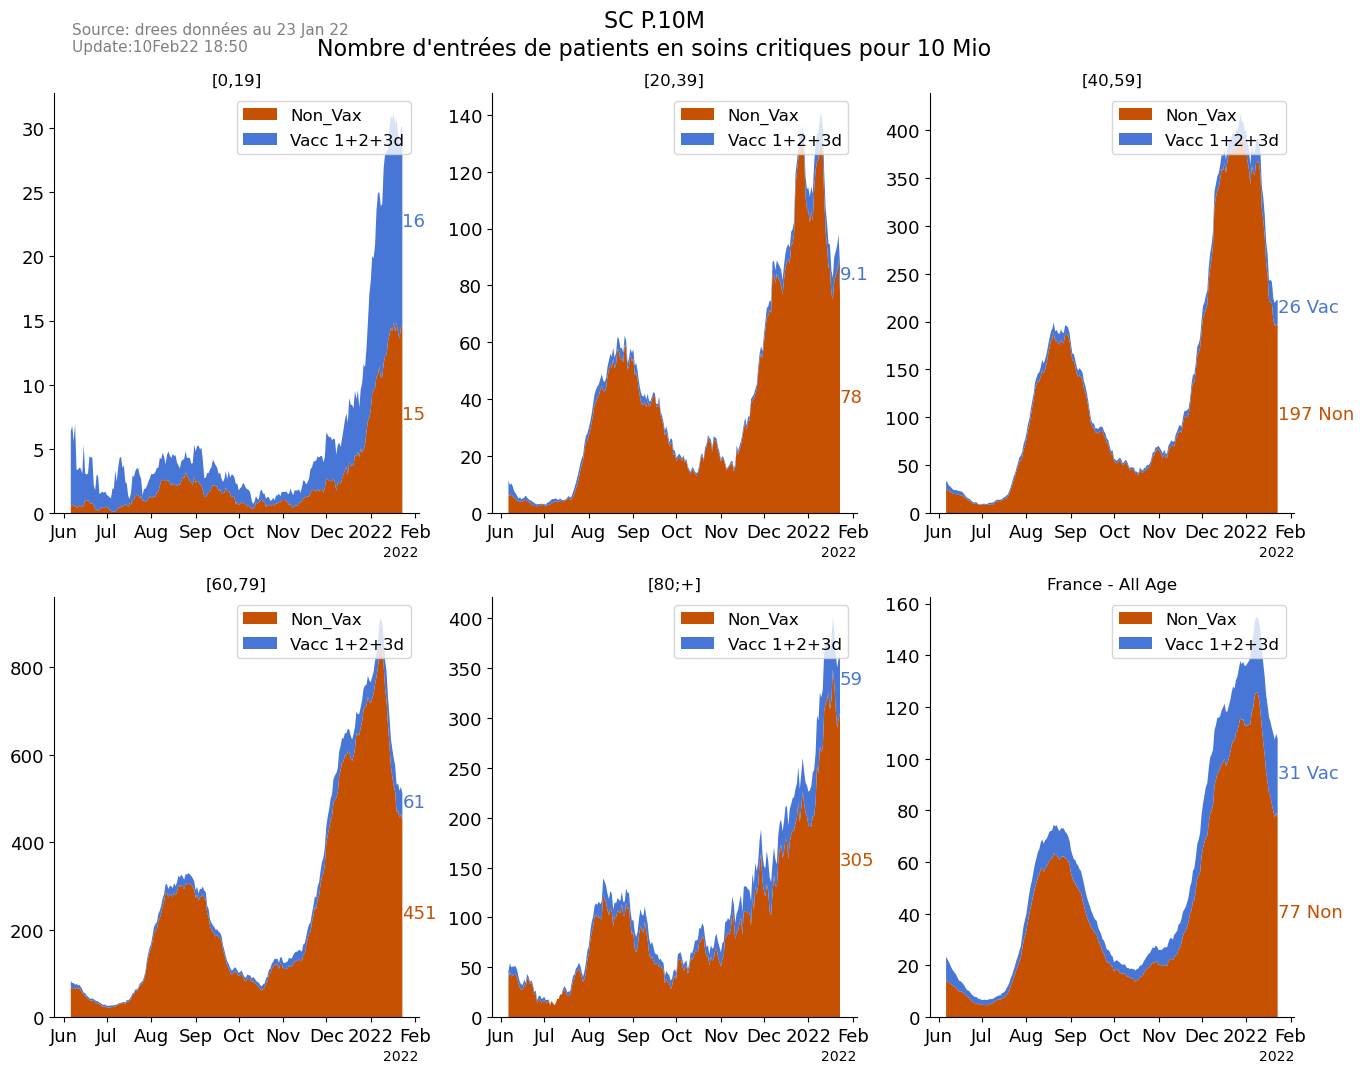 Source: drees données au 23 Jan 22
Update:10Feb22 18:50
SC P.10M
Nombre d'entrées de patients en soins critiques pour 10 Mio
[0,19]
Non_Vax
Vacc 1+2+3d
30
25
20
15
10
5
0
16
15
Jun Jul Aug Sep Oct Nov Dec 2022 Feb
2022
[20,39]
Non_Vax
Vacc 1+2+3d
140
120
100
80
60
40
20
0
9.1
78
Jun Jul Aug Sep Oct Nov Dec 2022 Feb
2022
[40,59]
Non_Vax
Vacc 1+2+3d
400
350
300
250
200
150
100
50
0
26 Vac
197 Non
Jun Jul Aug Sep Oct Nov Dec 2022 Feb
2022
[60,79]
Non_Vax
Vacc 1+2+3d
800
600
400
200
0
61
451
Jun Jul Aug Sep Oct Nov Dec 2022 Feb
2022
[80;+]
Non_Vax
Vacc 1+2+3d
400
350
300
250
200
150
100
50
0
59
305
Jun Jul Aug Sep Oct Nov Dec 2022 Feb
2022
France - All Age
Non_Vax
Vacc 1+2+3d
160
140
120
100
80
60
40
20
0
31 Vac
77 Non
Jun Jul Aug Sep Oct Nov Dec 2022 Feb
2022